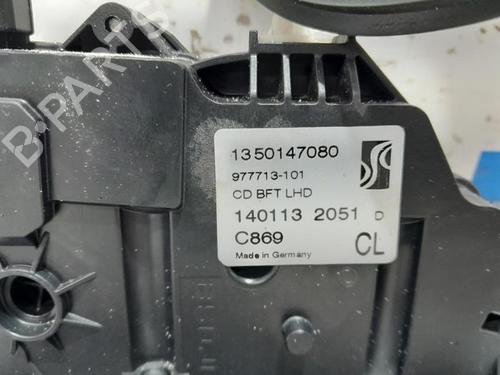 B-PARTS
1350147080
977713-101
CD BFT LHD
140113 2051 D
C869
CL
Made in Germany